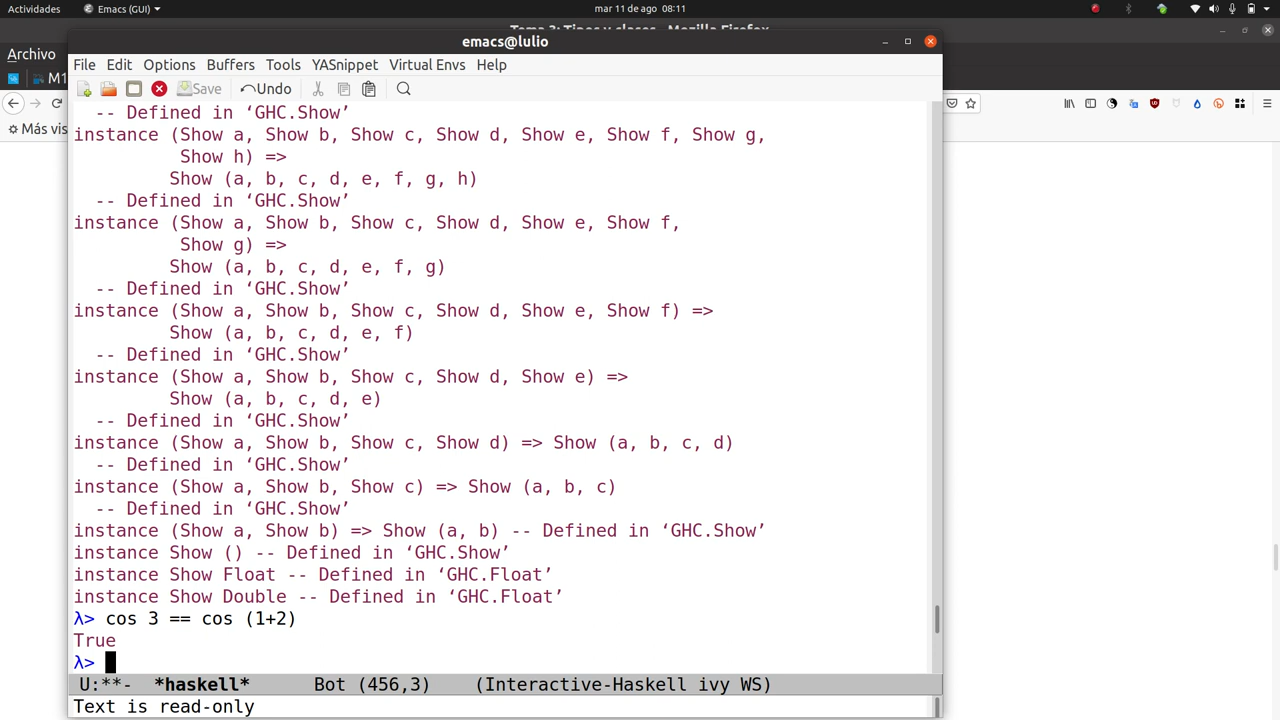 Actividades Emacs (GUI) mar 11 de ago 08:11
Tema 3: Tipos y clases - Mozilla Firefox
emacs@lulio
Archivo
File Edit Options Buffers Tools YASnippet Virtual Envs Help
M1
Save Undo
Más vis
-- Defined in ‘GHC.Show’
instance (Show a, Show b, Show c, Show d, Show e, Show f, Show g,
Show h) =>
Show (a, b, c, d, e, f, g, h)
-- Defined in ‘GHC.Show’
instance (Show a, Show b, Show c, Show d, Show e, Show f,
Show g) =>
Show (a, b, c, d, e, f, g)
-- Defined in ‘GHC.Show’
instance (Show a, Show b, Show c, Show d, Show e, Show f) =>
Show (a, b, c, d, e, f)
-- Defined in ‘GHC.Show’
instance (Show a, Show b, Show c, Show d, Show e) =>
Show (a, b, c, d, e)
-- Defined in ‘GHC.Show’
instance (Show a, Show b, Show c, Show d) => Show (a, b, c, d)
-- Defined in ‘GHC.Show’
instance (Show a, Show b, Show c) => Show (a, b, c)
-- Defined in ‘GHC.Show’
instance (Show a, Show b) => Show (a, b) -- Defined in ‘GHC.Show’
instance Show () -- Defined in ‘GHC.Show’
instance Show Float -- Defined in ‘GHC.Float’
instance Show Double -- Defined in ‘GHC.Float’
λ> cos 3 == cos (1+2)
True
λ>
U:**- *haskell* Bot (456,3) (Interactive-Haskell ivy WS)
Text is read-only